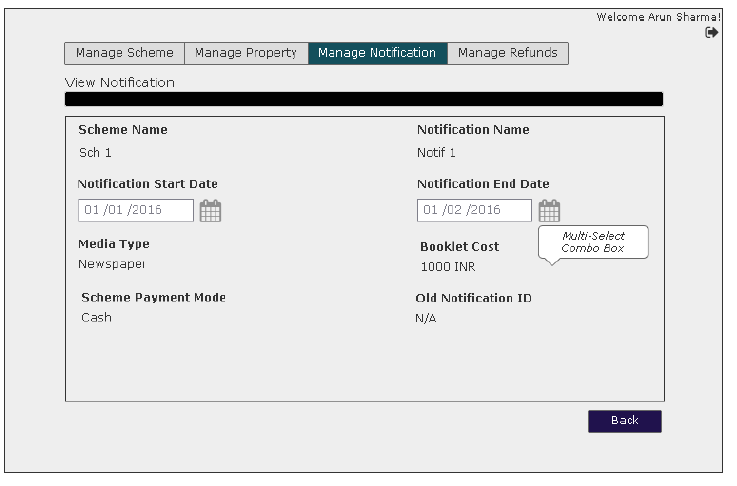 Welcome Arun Sharma!
Manage Scheme Manage Property Manage Notification Manage Refunds
View Notification
Scheme Name Notification Name
Sch 1 Notif 1
Notification Start Date Notification End Date
01 /01 /2016 01 /02 /2016
Multi-Select
Combo Box
Media Type Booklet Cost
Newspaper 1000 INR
Scheme Payment Mode Old Notification ID
Cash N/A
Back